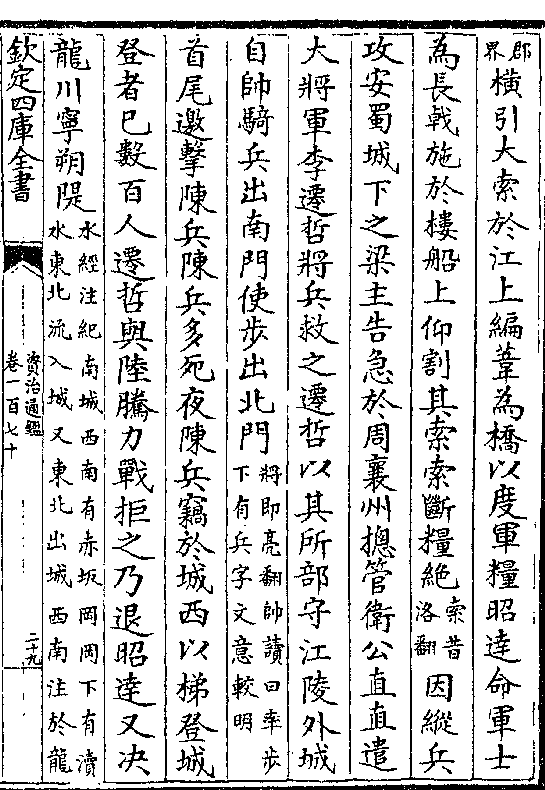 郡
界橫引大索於江上編葦為橋以度軍糧昭達命軍士
為長戟施於樓船上仰割其索索斷糧絕索昔
洛翻因縱兵
攻安蜀城下之梁主告急於周襄州摠管衛公直直遣
大將軍李遷哲將兵救之遷哲以其所部守江陵外城
自帥騎兵出南門使步出北門將即亮翻帥讀曰率步
下有兵字文意較明
首尾邀擊陳兵陳兵多死夜陳兵竊於城西以梯登城
登者已數百人遷哲與陸騰力戰拒之乃退昭達又决
龍川寧朔隄水經注紀南城西南有赤坂岡岡下有瀆
水東北流入城又東北出城西南注於龍
欽定四庫全書
資治通鑑
卷一百七十
二十九